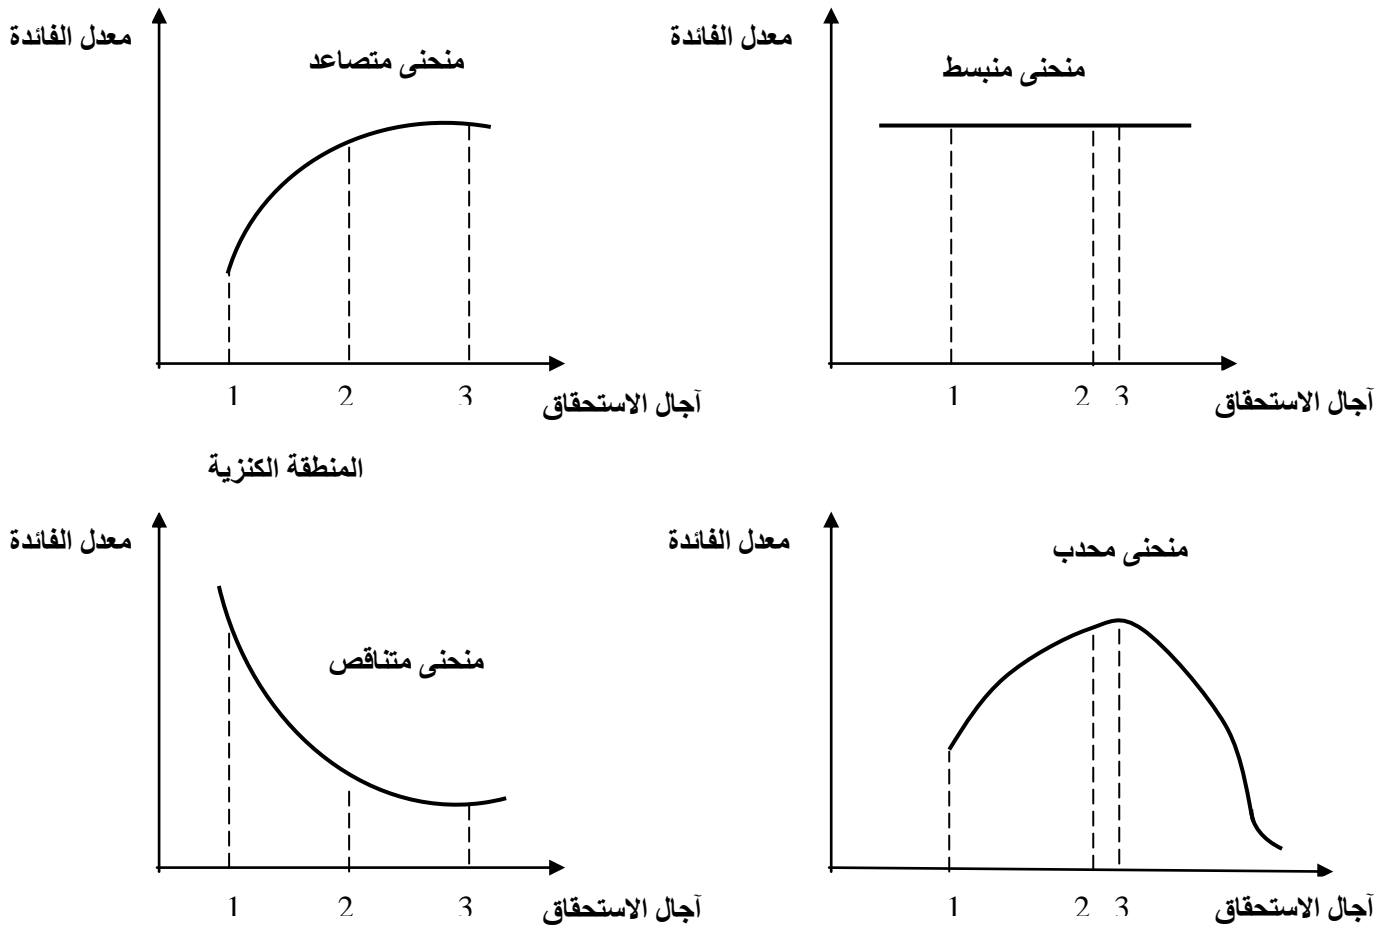 معدل الفائدة
منحنى متصاعد
1 2 3
آجال الاستحقاق
معدل الفائدة
منحنى منبسط
1 2 3
آجال الاستحقاق
المنطقة الكنزية
معدل الفائدة
منحنى متناقص
1 2 3
آجال الاستحقاق
معدل الفائدة
منحنى محدب
1 2 3
آجال الاستحقاق